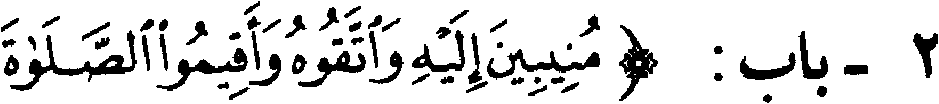 ٢ - باب : ﴿ مُنِيبِينَ إِلَيْهِ وَٱتَّقُوهُ وَأَقِيمُوا۟ ٱلصَّلَوٰةَ